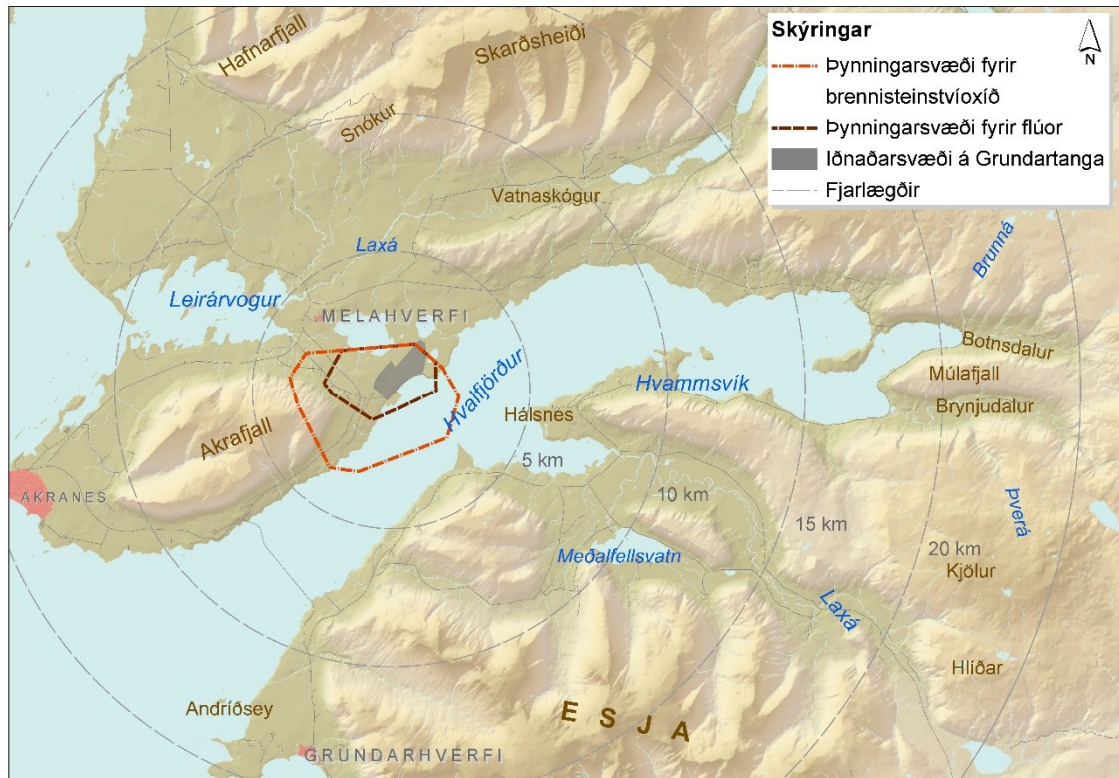 Skýringar
Þynningarsvæði fyrir
brennisteinstvíoxíð
Þynningarsvæði fyrir flúor
Iðnaðarsvæði á Grundartanga
Fjarlægðir
N
Hafnarfjall
Skarðsheiði
Snókur
Vatnaskógur
Laxá
Brunná
Leirárvogur
MELAHVERFI
Botnsdalur
Múlafjall
Hvalfjörður
Hvammsvík
Brynjudalur
Hálsnes
Akrafjall
5 km
AKRANES
10 km
15 km
Þverá
20 km
Meðalfellsvatn
Kjölur
Laxá
Hlíðar
Andríðsey
ESJA
GRUNDARHVERFI